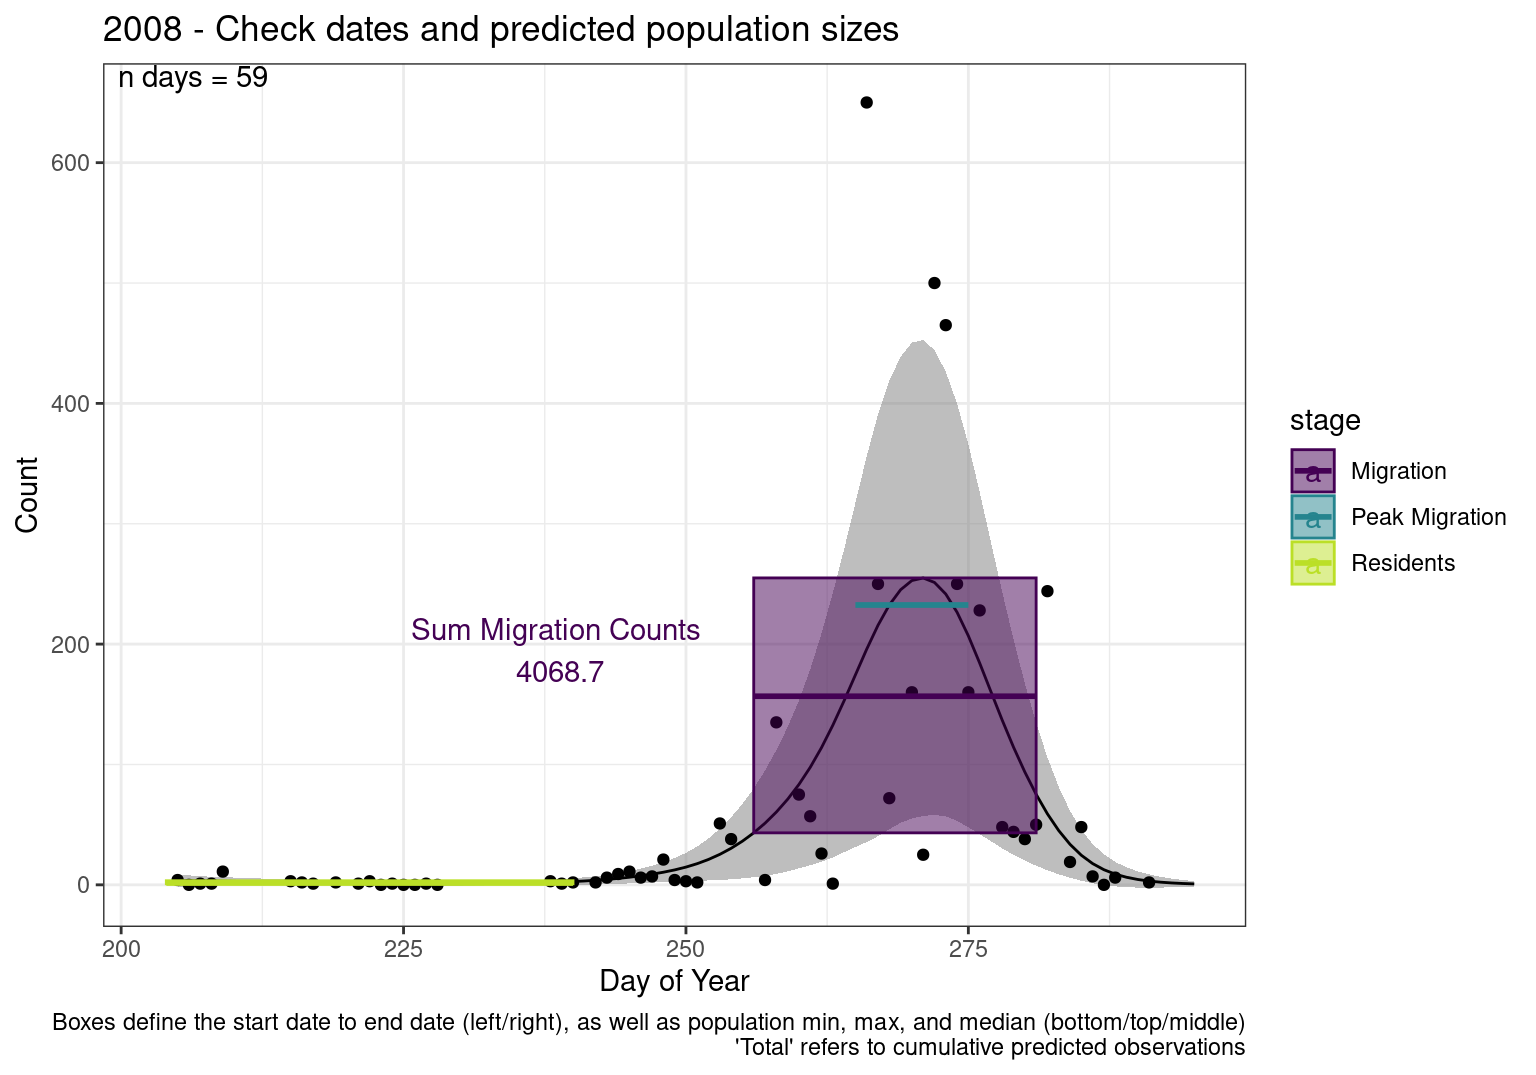 2008 - Check dates and predicted population sizes
n days = 59
600
400
200
0
Count
Sum Migration Counts
4068.7
200
225
250
275
Day of Year
stage
a
Migration
a
Peak Migration
a
Residents
Boxes define the start date to end date (left/right), as well as population min, max, and median (bottom/top/middle)
'Total' refers to cumulative predicted observations